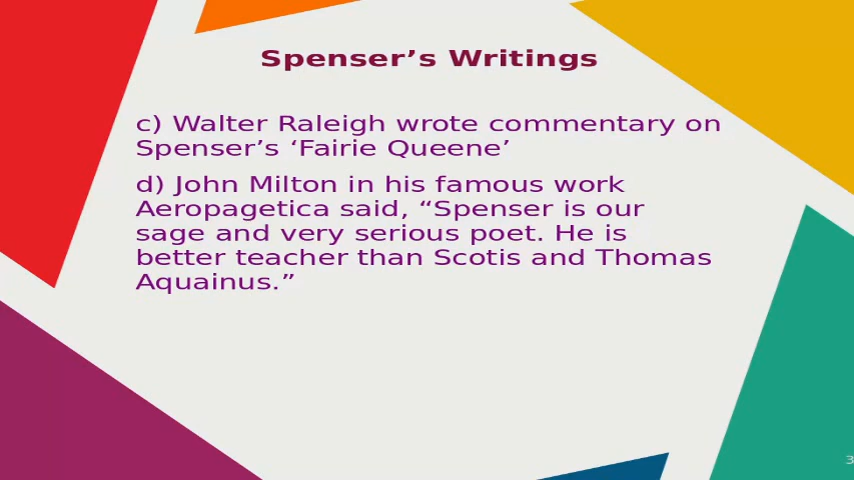 Spenser’s Writings
c) Walter Raleigh wrote commentary on
Spenser’s ‘Fairie Queene’
d) John Milton in his famous work
Aeropagetica said, “Spenser is our
sage and very serious poet. He is
better teacher than Scotis and Thomas
Aquainus.”
3